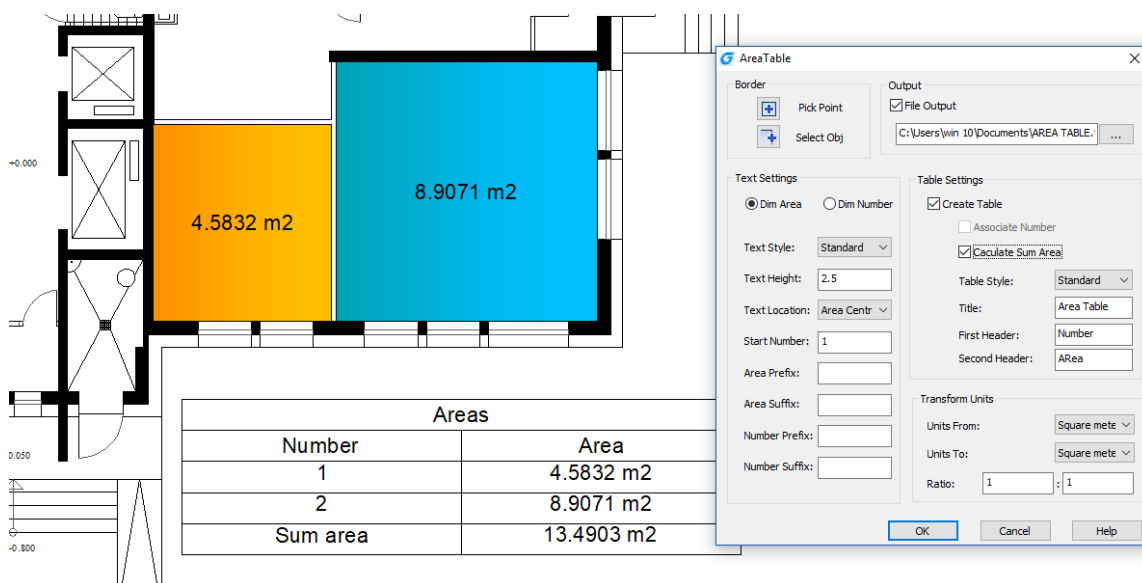 +0.000
4.5832 m2
8.9071 m2
0.050
-0.800
Areas
Number Area
1 4.5832 m2
2 8.9071 m2
Sum area 13.4903 m2
AreaTable
Border
Pick Point
Select Obj
Output
File Output
C:\Users\win 10\Documents\AREA TABLE.
...
Text Settings
Dim Area Dim Number
Text Style: Standard
Text Height: 2.5
Text Location: Area Centr
Start Number: 1
Area Prefix:
Area Suffix:
Number Prefix:
Number Suffix:
Table Settings
Create Table
Associate Number
Caculate Sum Area
Table Style: Standard
Title: Area Table
First Header: Number
Second Header: ARea
Transform Units
Units From: Square mete
Units To: Square mete
Ratio: 1 : 1
OK Cancel Help